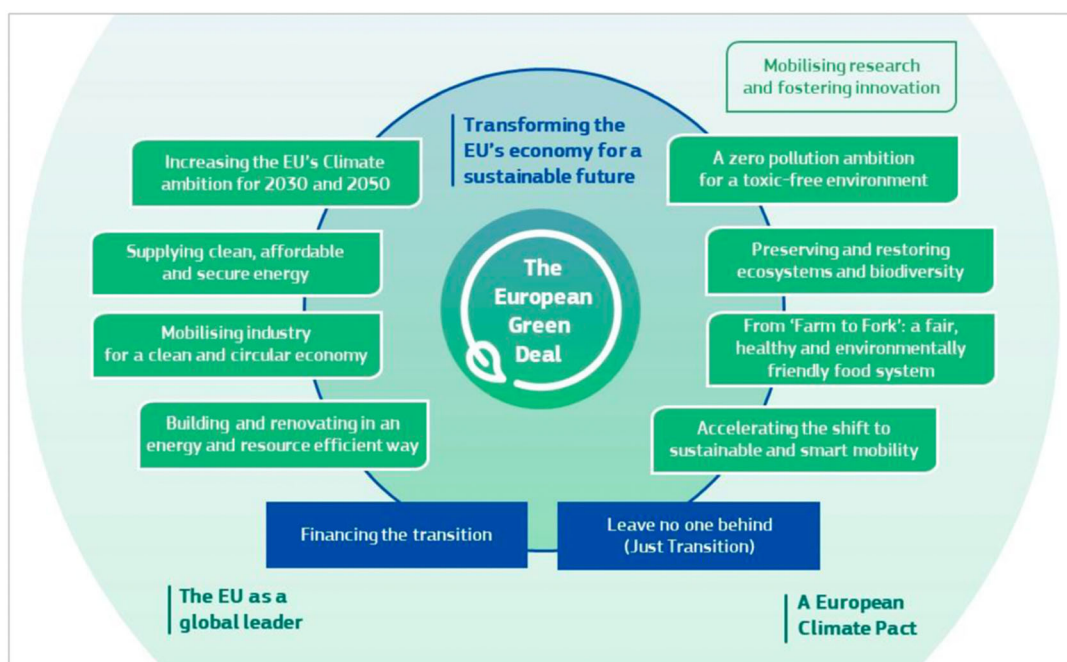 Mobilising research
and fostering innovation
Transforming the
EU's economy for a
sustainable future
Increasing the EU's Climate
ambition for 2030 and 2050
Supplying clean, affordable
and secure energy
Mobilising industry
for a clean and circular economy
Building and renovating in an
energy and resource efficient way
The
European
Green
Deal
A zero pollution ambition
for a toxic-free environment
Preserving and restoring
ecosystems and biodiversity
From ‘Farm to Fork’: a fair,
healthy and environmentally
friendly food system
Accelerating the shift to
sustainable and smart mobility
Financing the transition
Leave no one behind
(Just Transition)
The EU as a
global leader
A European
Climate Pact